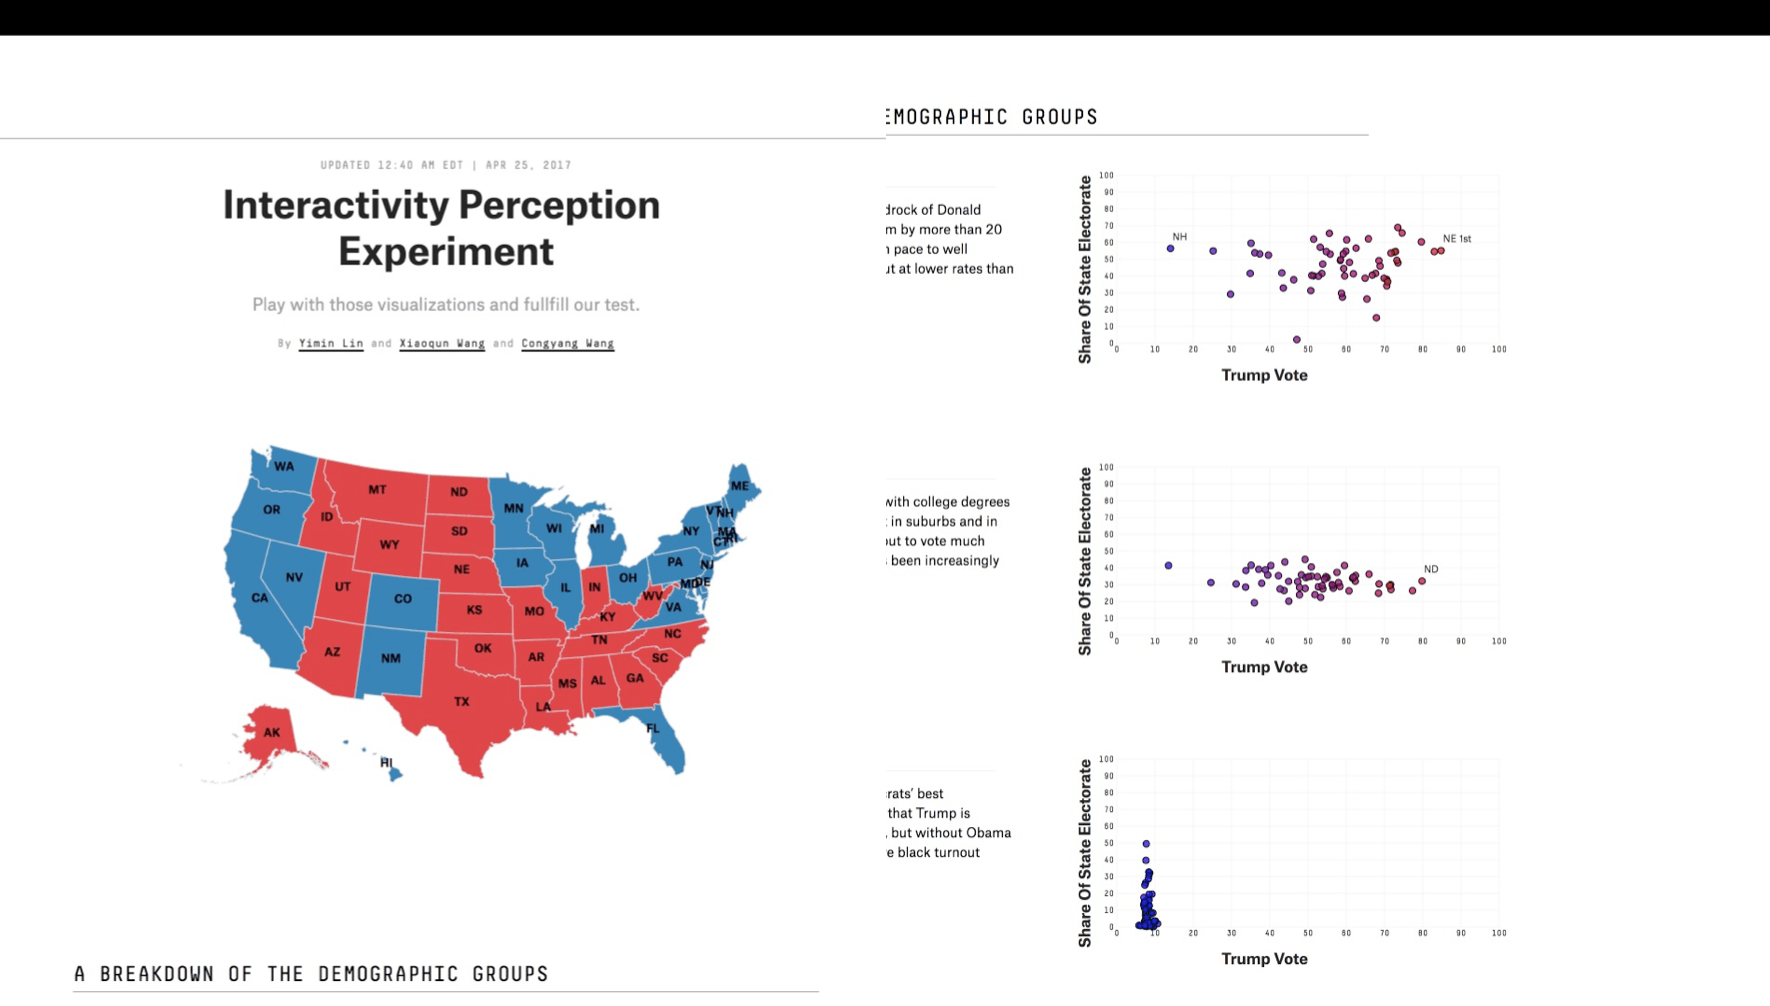 UPDATED 12:40 AM EDT | APR 25, 2017
Interactivity Perception
Experiment
Play with those visualizations and fullfill our test.
By Yimin Lin and Xiaoqun Wang and Congyang Wang
WA
OR
CA
ID
NV
MT
WY
UT
AZ
CO
NM
ND
SD
NE
KS
OK
TX
MN
IA
MO
AR
LA
WI
IL
MI
IN
OH
KY
TN
MS
AL
GA
FL
SC
NC
VA
WV
PA
NY
VT
NH
ME
MA
RI
CT
NJ
MD
DE
AK
HI
A BREAKDOWN OF THE DEMOGRAPHIC GROUPS
EMOGRAPHIC GROUPS
drock of Donald
m by more than 20
n pace to well
ut at lower rates than
Share Of State Electorate
100
90
80
70
60
50
40
30
20
10
0
NH
NE 1st
0 10 20 30 40 50 60 70 80 90 100
Trump Vote
with college degrees
t in suburbs and in
out to vote much
s been increasingly
Share Of State Electorate
100
90
80
70
60
50
40
30
20
10
0
ND
0 10 20 30 40 50 60 70 80 90 100
Trump Vote
rats' best
that Trump is
, but without Obama
e black turnout
Share Of State Electorate
100
90
80
70
60
50
40
30
20
10
0
0 10 20 30 40 50 60 70 80 90 100
Trump Vote